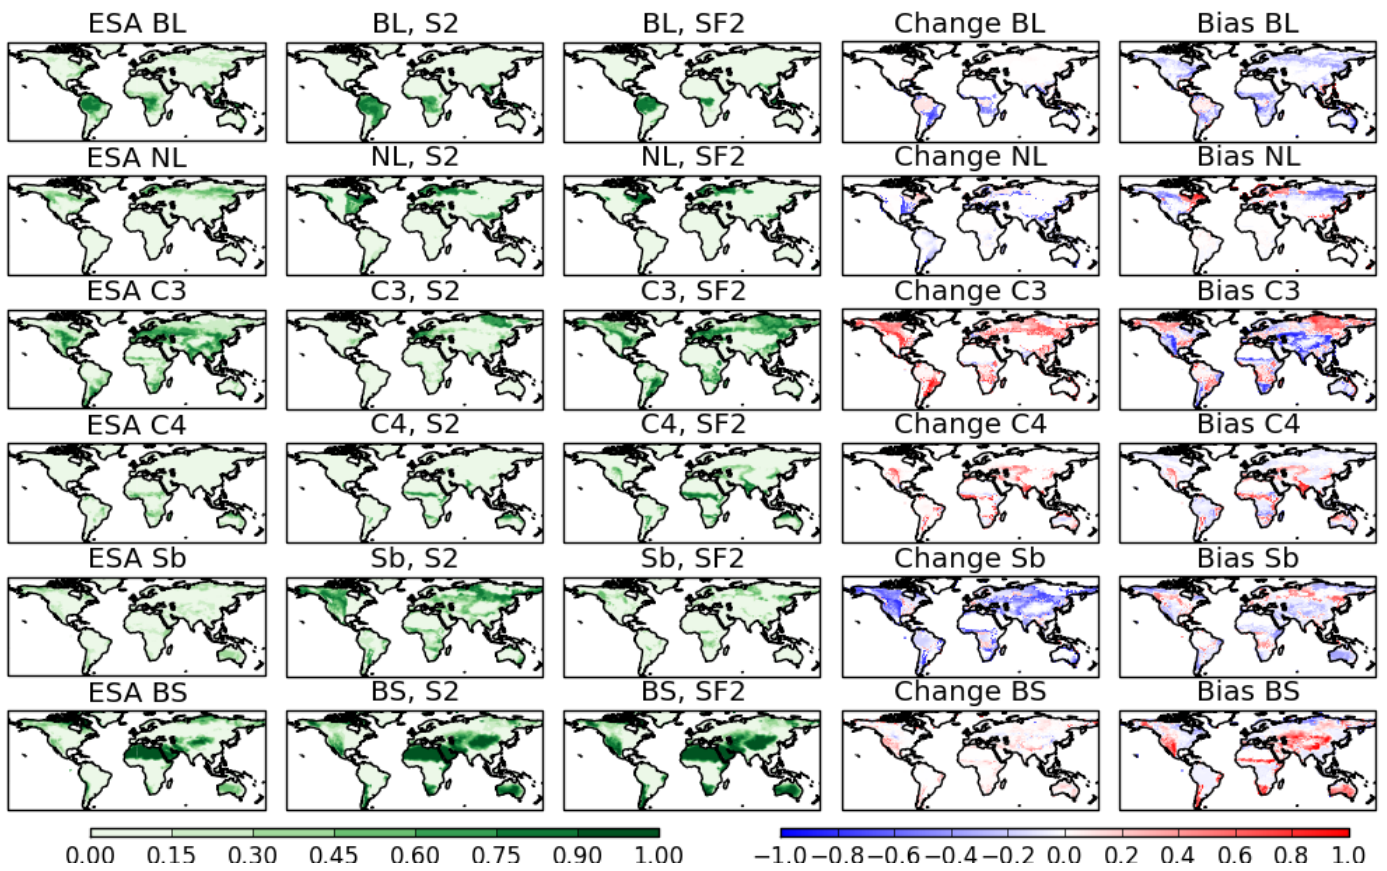 ESA BL BL, S2 BL, SF2 Change BL Bias BL
ESA NL NL, S2 NL, SF2 Change NL Bias NL
ESA C3 C3, S2 C3, SF2 Change C3 Bias C3
ESA C4 C4, S2 C4, SF2 Change C4 Bias C4
ESA Sb Sb, S2 Sb, SF2 Change Sb Bias Sb
ESA BS BS, S2 BS, SF2 Change BS Bias BS
0.00 0.15 0.30 0.45 0.60 0.75 0.90 1.00 −1.0 −0.8 −0.6 −0.4 −0.2 0.0 0.2 0.4 0.6 0.8 1.0